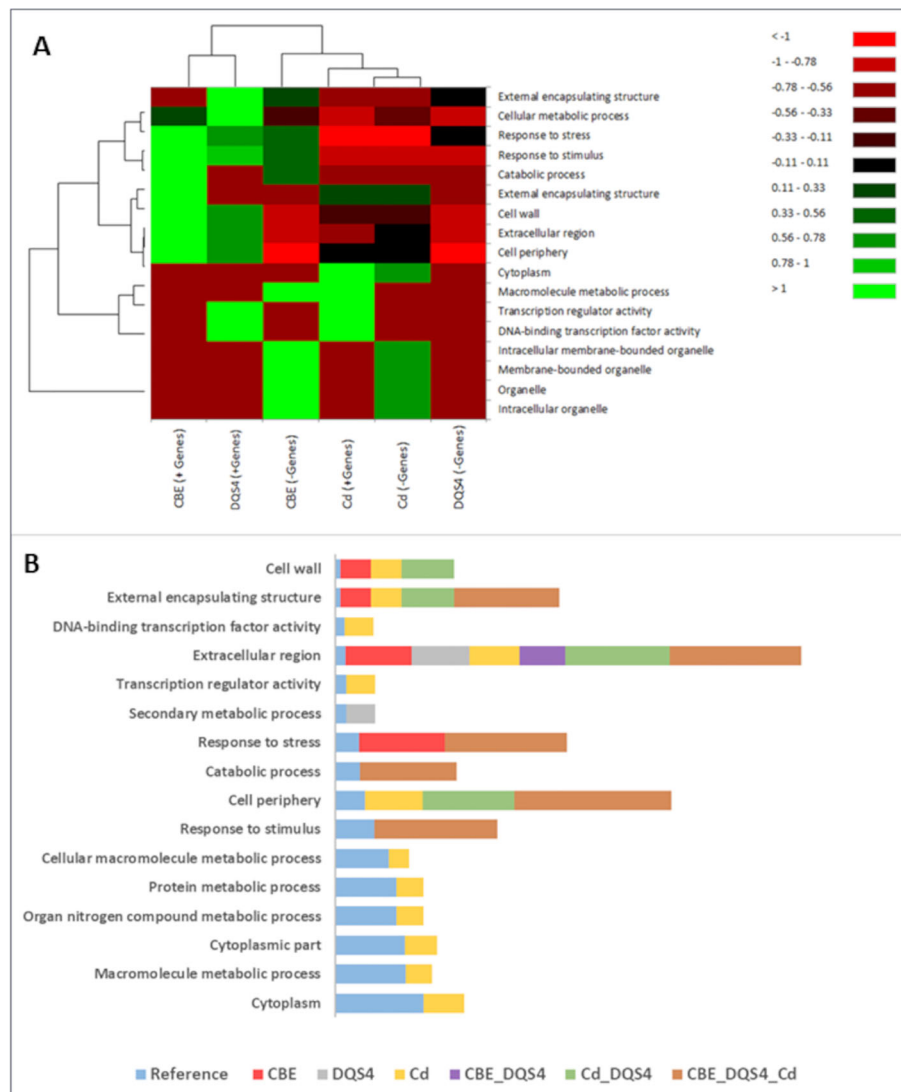 A
External encapsulating structure
Cellular metabolic process
Response to stress
Response to stimulus
Catabolic process
External encapsulating structure
Cell wall
Extracellular region
Cell periphery
Cytoplasm
Macromolecule metabolic process
Transcription regulator activity
DNA-binding transcription factor activity
Intracellular membrane-bounded organelle
Membrane-bounded organelle
Organelle
Intracellular organelle
< -1
-1 - -0.78
-0.78 - -0.56
-0.56 - -0.33
-0.33 - -0.11
-0.11 - 0.11
0.11 - 0.33
0.33 - 0.56
0.56 - 0.78
0.78 - 1
> 1
CBE (+ Genes)
DQS4 (+Genes)
CBE (-Genes)
Cd (+Genes)
Cd (-Genes)
DQS4 (-Genes)
B
Cell wall
External encapsulating structure
DNA-binding transcription factor activity
Extracellular region
Transcription regulator activity
Secondary metabolic process
Response to stress
Catabolic process
Cell periphery
Response to stimulus
Cellular macromolecule metabolic process
Protein metabolic process
Organ nitrogen compound metabolic process
Cytoplasmic part
Macromolecule metabolic process
Cytoplasm
Reference CBE DQS4 Cd CBE_DQS4 Cd_DQS4 CBE_DQS4_Cd